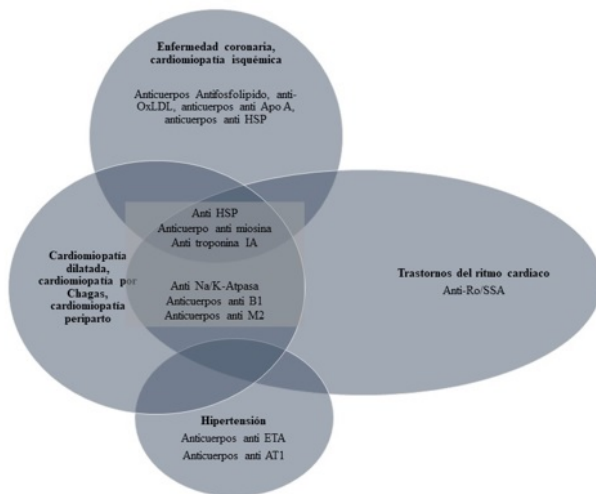 Enfermedad coronaria,
cardiomiopatía isquémica
Anticuerpos Antifosfolipido, anti-
OxLDL, anticuerpos anti Apo A,
anticuerpos anti HSP
Anti HSP
Anticuerpo anti miosina
Anti troponina IA
Cardiomiopatía
dilatada,
cardiomiopatía por
Chagas,
cardiomiopatía
periparto
Anti Na/K-Atpasa
Anticuerpos anti B1
Anticuerpos anti M2
Trastornos del ritmo cardiaco
Anti-Ro/SSA
Hipertensión
Anticuerpos anti ETA
Anticuerpos anti AT1